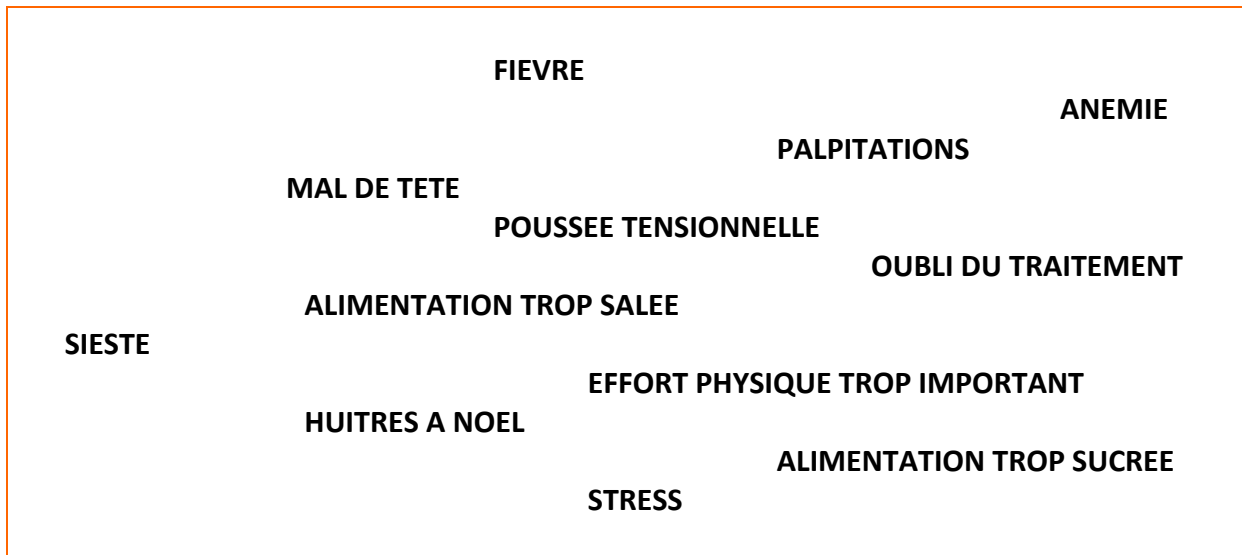 FIEVRE
ANEMIE
PALPITATIONS
MAL DE TETE
POUSSEE TENSIONNELLE
OUBLI DU TRAITEMENT
ALIMENTATION TROP SALEE
SIESTE
EFFORT PHYSIQUE TROP IMPORTANT
HUITRES A NOEL
ALIMENTATION TROP SUCREE
STRESS